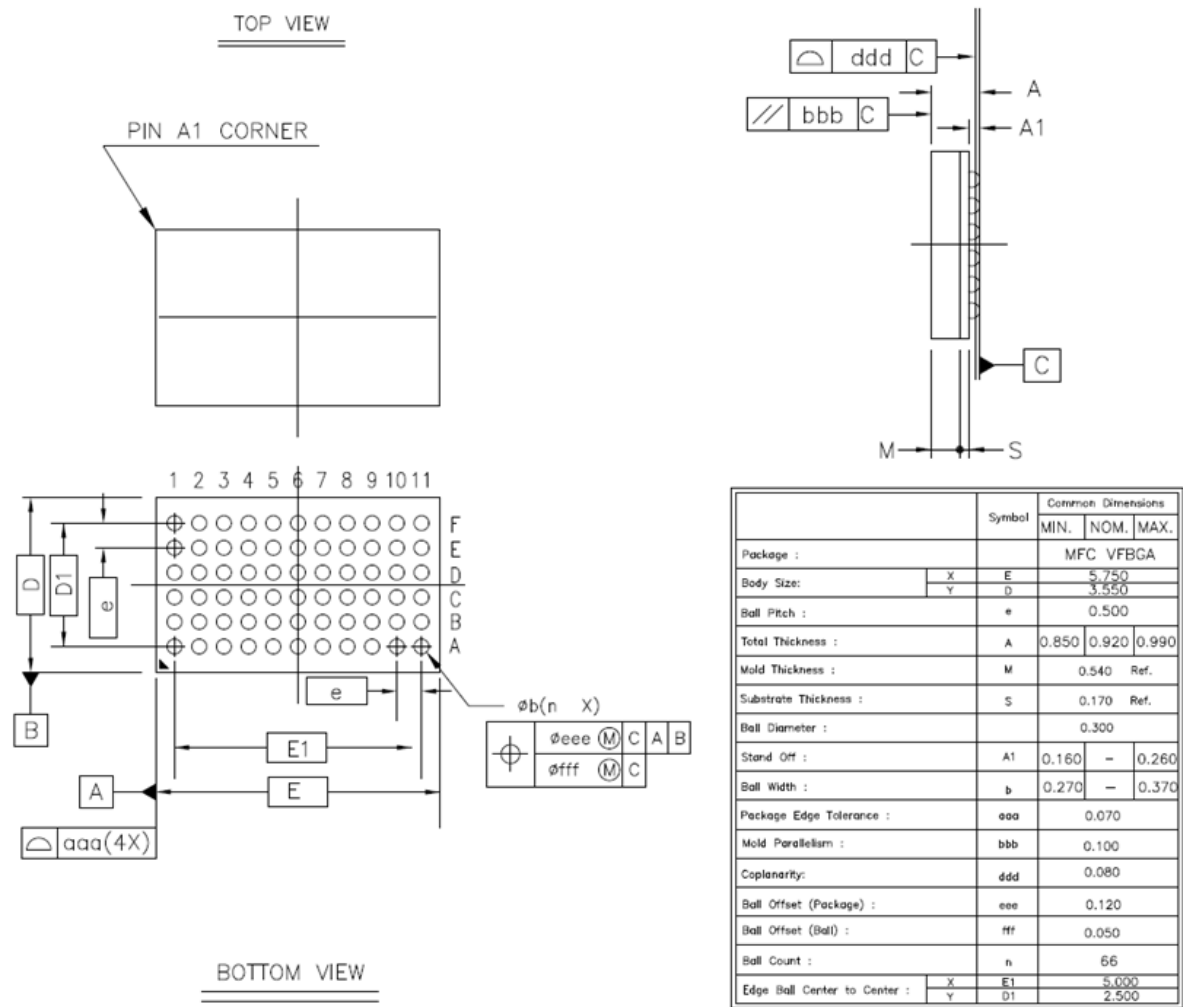 TOP VIEW
PIN A1 CORNER
ddd C
A
// bbb C
A1
C
M S
1 2 3 4 5 6 7 8 9 10 11
F
E
D
C
B
A
D
D1
e
e
B
øb(n X)
øeee Ⓜ C A B
øfff Ⓜ C
E1
A
E
aaa(4X)
BOTTOM VIEW
Symbol Common Dimensions
MIN. NOM. MAX.
Package : MFC VFBGA
Body Size: X E 5.750
Y D 3.550
Ball Pitch : e 0.500
Total Thickness : A 0.850 0.920 0.990
Mold Thickness : M 0.540 Ref.
Substrate Thickness : S 0.170 Ref.
Ball Diameter : 0.300
Stand Off : A1 0.160 - 0.260
Ball Width : b 0.270 - 0.370
Package Edge Tolerance : aaa 0.070
Mold Parallelism : bbb 0.100
Coplanarity: ddd 0.080
Ball Offset (Package) : eee 0.120
Ball Offset (Ball) : fff 0.050
Ball Count : n 66
Edge Ball Center to Center : X E1 5.000
Y D1 2.500